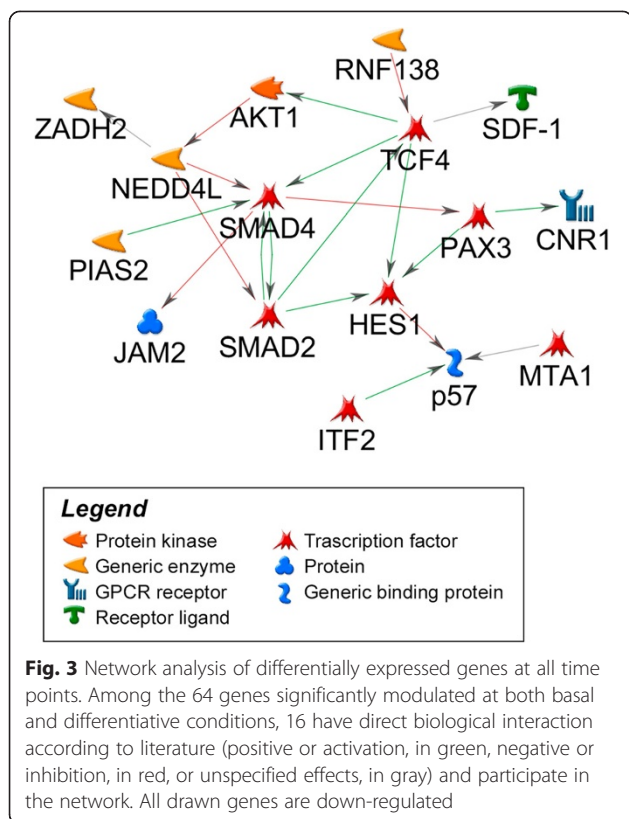 RNF138
ZADH2
AKT1
SDF-1
TCF4
NEDD4L
SMAD4
PAX3
CNR1
PIAS2
HES1
JAM2
SMAD2
p57
MTA1
ITF2
Legend
Protein kinase
Generic enzyme
GPCR receptor
Receptor ligand
Trascription factor
Protein
Generic binding protein
Fig. 3 Network analysis of differentially expressed genes at all time
points. Among the 64 genes significantly modulated at both basal
and differentiative conditions, 16 have direct biological interaction
according to literature (positive or activation, in green, negative or
inhibition, in red, or unspecified effects, in gray) and participate in
the network. All drawn genes are down-regulated